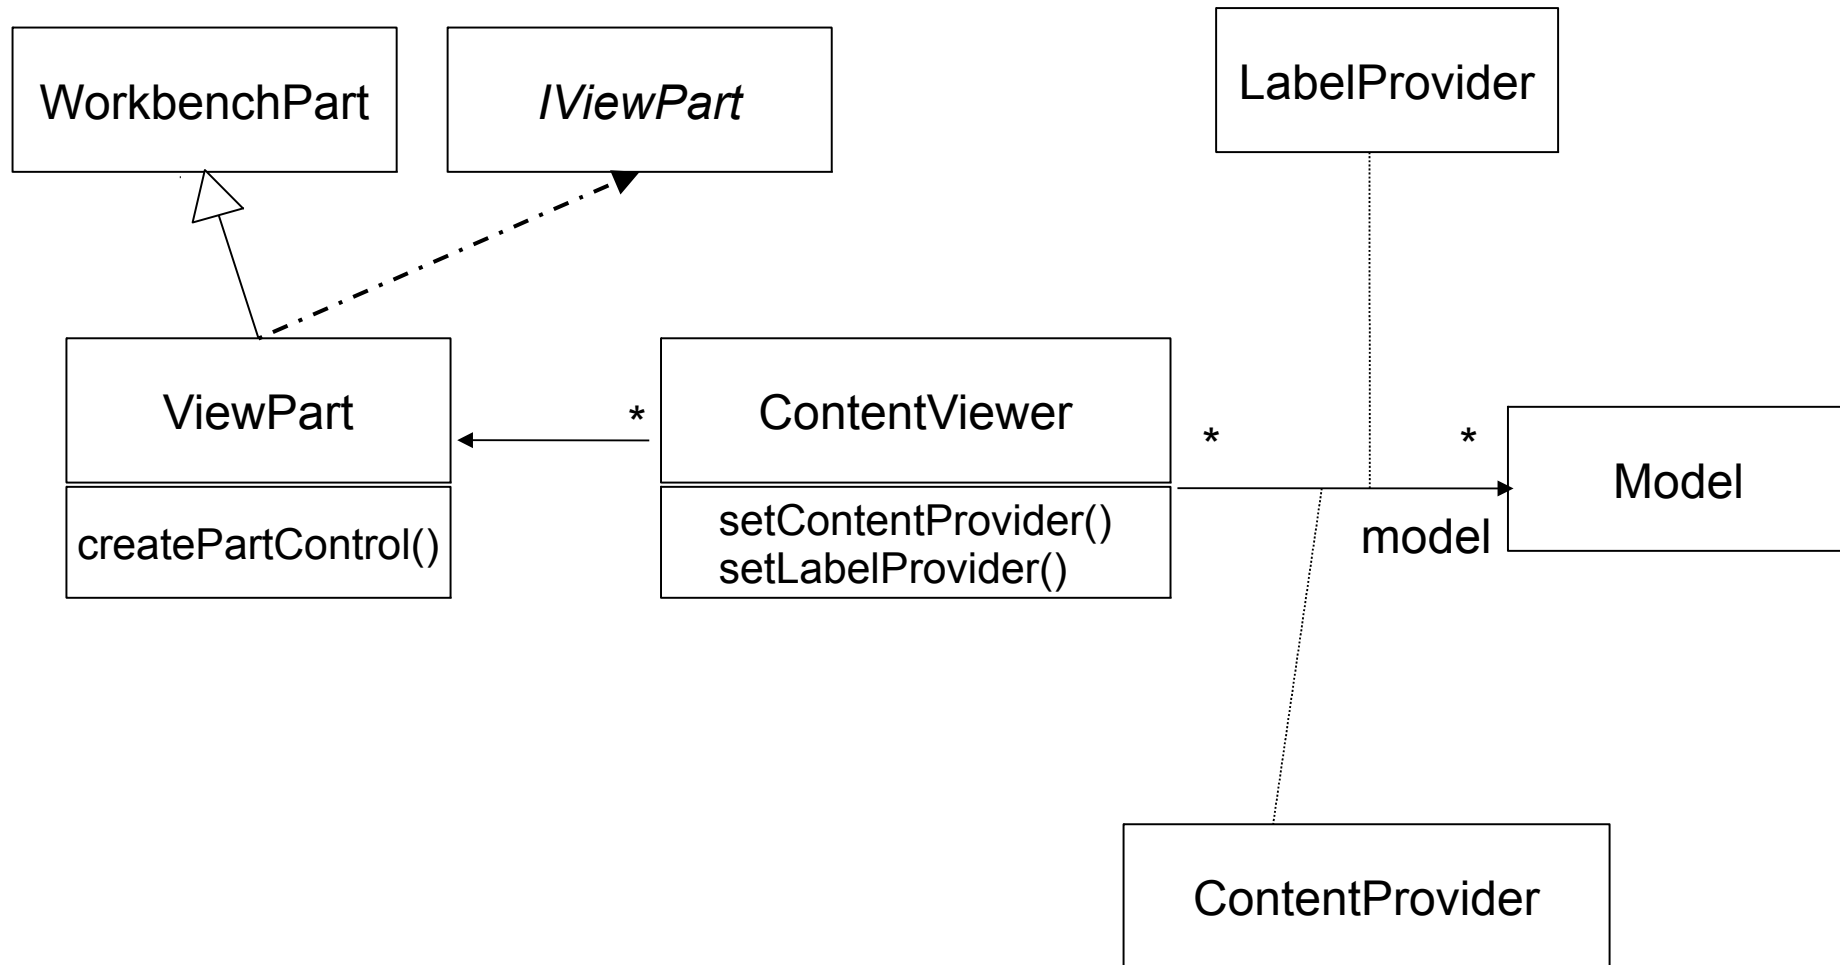 WorkbenchPart
IViewPart
LabelProvider
ViewPart
createPartControl()
*
ContentViewer
setContentProvider()
setLabelProvider()
*
*
model
Model
ContentProvider